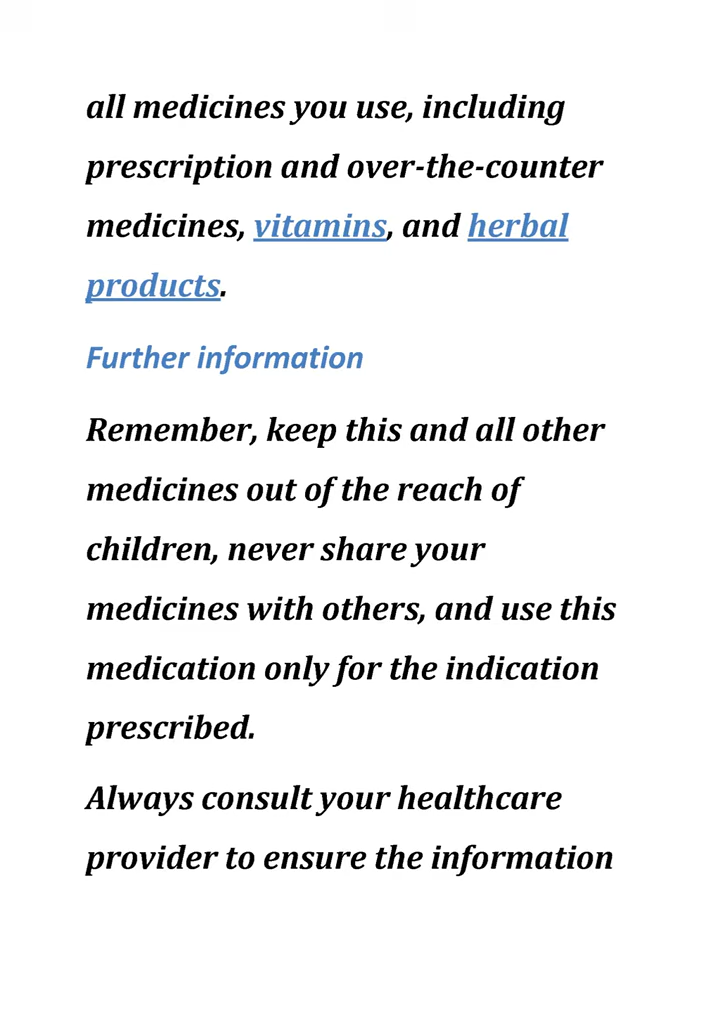 all medicines you use, including
prescription and over-the-counter
medicines, vitamins, and herbal
products.
Further information
Remember, keep this and all other
medicines out of the reach of
children, never share your
medicines with others, and use this
medication only for the indication
prescribed.
Always consult your healthcare
provider to ensure the information